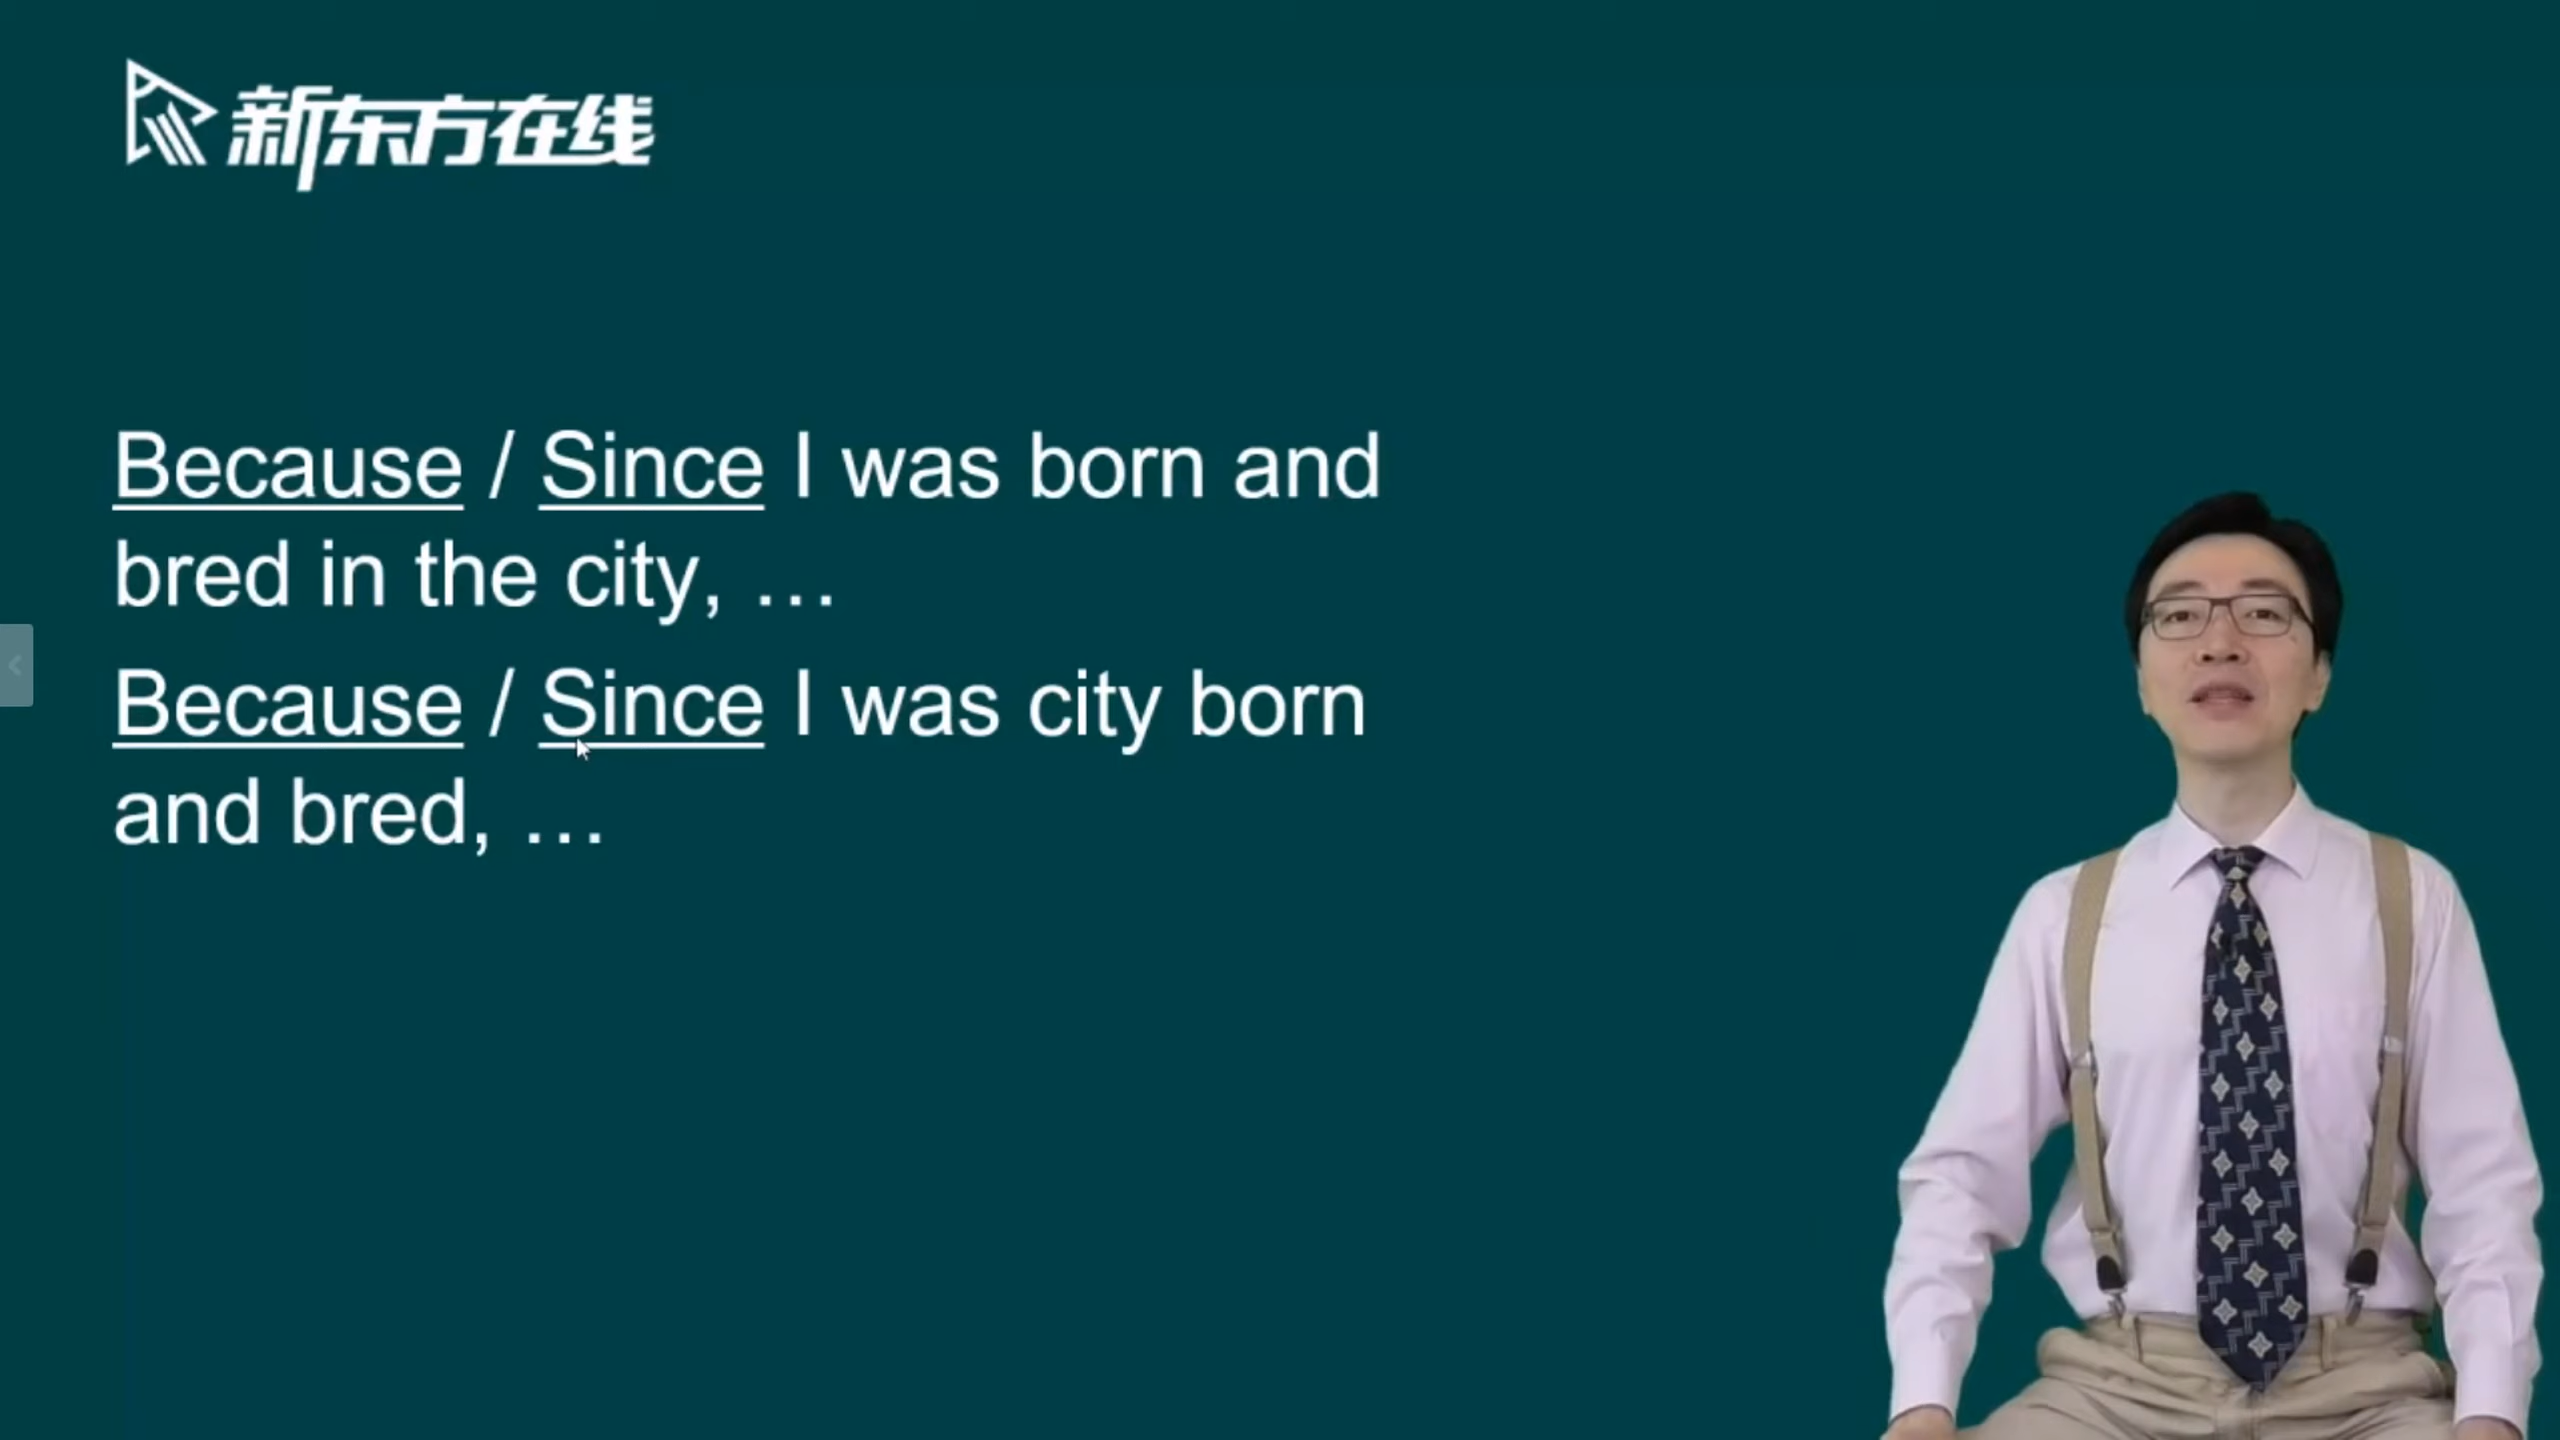 新东方在线
Because / Since I was born and
bred in the city, …
Because / Since I was city born
and bred, …